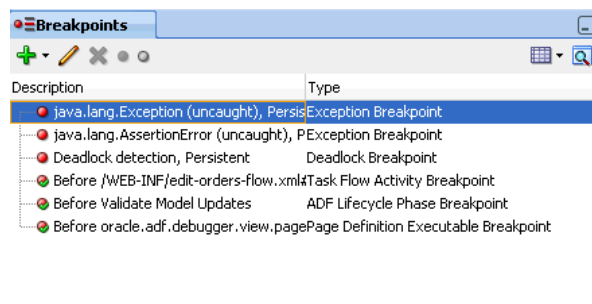 Breakpoints
Description Type
java.lang.Exception (uncaught), Persis Exception Breakpoint
java.lang.AssertionError (uncaught), P Exception Breakpoint
Deadlock detection, Persistent Deadlock Breakpoint
Before /WEB-INF/edit-orders-flow.xml# Task Flow Activity Breakpoint
Before Validate Model Updates ADF Lifecycle Phase Breakpoint
Before oracle.adf.debugger.view.page Page Definition Executable Breakpoint